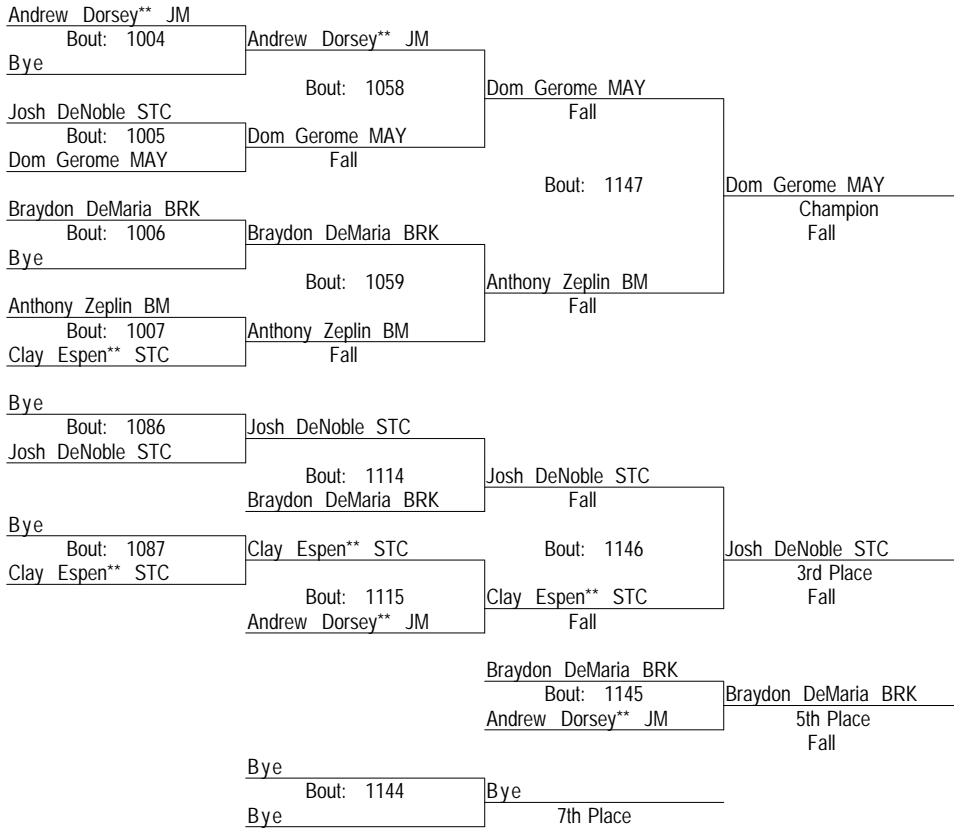 Andrew Dorsey** JM
Bout: 1004
Andrew Dorsey** JM
Bye
Bout: 1058
Dom Gerome MAY
Fall
Josh DeNoble STC
Bout: 1005
Dom Gerome MAY
Dom Gerome MAY
Fall
Bout: 1147
Dom Gerome MAY
Champion
Fall
Braydon DeMaria BRK
Bout: 1006
Braydon DeMaria BRK
Bye
Bout: 1059
Anthony Zeplin BM
Fall
Anthony Zeplin BM
Bout: 1007
Anthony Zeplin BM
Clay Espen** STC
Fall
Bye
Bout: 1086
Josh DeNoble STC
Josh DeNoble STC
Bout: 1114
Josh DeNoble STC
Braydon DeMaria BRK
Fall
Bye
Bout: 1087
Clay Espen** STC
Clay Espen** STC
Bout: 1146
Josh DeNoble STC
3rd Place
Fall
Bout: 1115
Clay Espen** STC
Andrew Dorsey** JM
Fall
Braydon DeMaria BRK
Bout: 1145
Braydon DeMaria BRK
Andrew Dorsey** JM
5th Place
Fall
Bye
Bout: 1144
Bye
Bye
7th Place